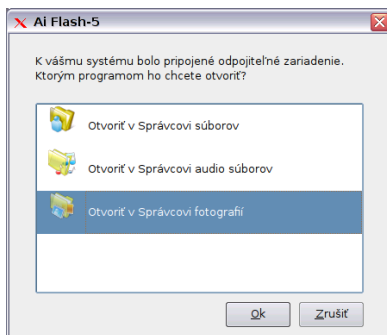 Ai Flash-5
K vášmu systému bolo pripojené odpojiteľné zariadenie.
Ktorým programom ho chcete otvoriť?
Otvoriť v Správcovi súborov
Otvoriť v Správcovi audio súborov
Otvoriť v Správcovi fotografií
Ok
Zrušiť